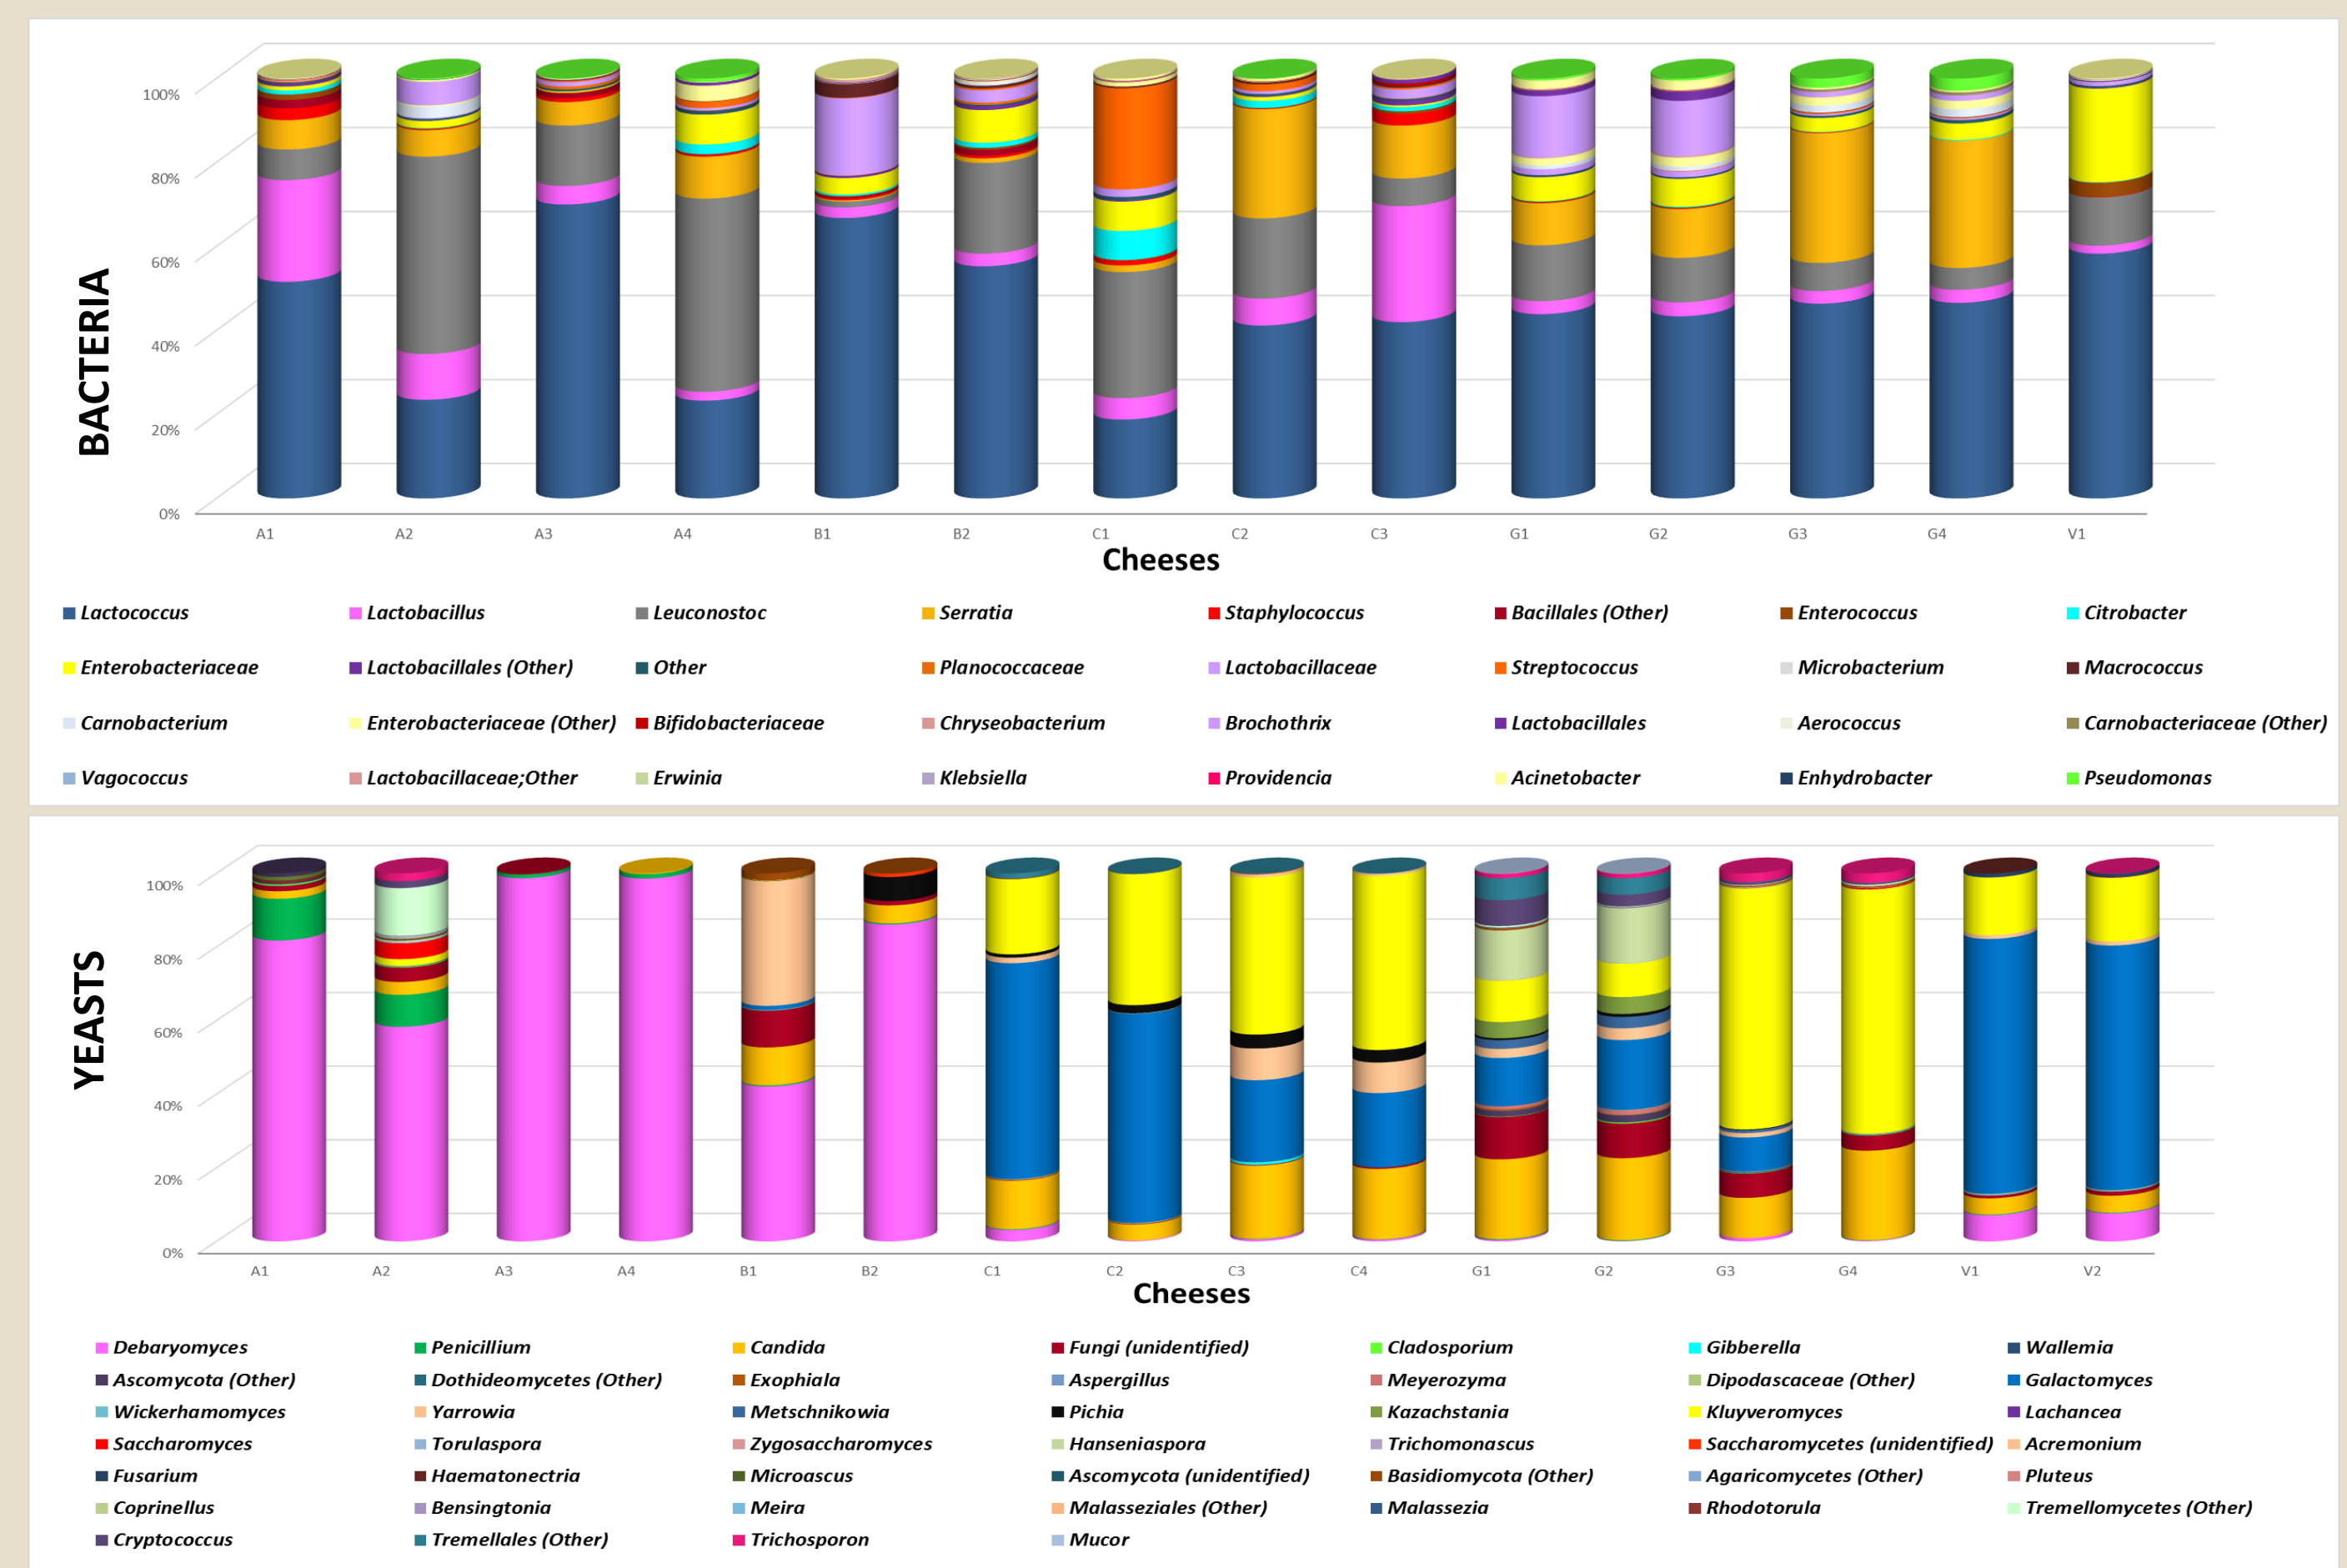 BACTERIA
100%
80%
60%
40%
20%
0%
A1 A2 A3 A4 B1 B2 C1 C2 C3 G1 G2 G3 G4 V1
Cheeses
Lactococcus Lactobacillus Leuconostoc Serratia Staphylococcus Bacillales (Other) Enterococcus Citrobacter
Enterobacteriaceae Lactobacillales (Other) Other Planococcaceae Lactobacillaceae Streptococcus Microbacterium Macrococcus
Carnobacterium Enterobacteriaceae (Other) Bifidobacteriaceae Chryseobacterium Brochothrix Lactobacillales Aerococcus Carnobacteriaceae (Other)
Vagococcus Lactobacillaceae;Other Erwinia Klebsiella Providencia Acinetobacter Enhydrobacter Pseudomonas
YEASTS
100%
80%
60%
40%
20%
0%
A1 A2 A3 A4 B1 B2 C1 C2 C3 C4 G1 G2 G3 G4 V1 V2
Cheeses
Debaryomyces Penicillium Candida Fungi (unidentified) Cladosporium Gibberella Wallemia
Ascomycota (Other) Dothideomycetes (Other) Exophiala Aspergillus Meyerozyma Dipodascaceae (Other) Galactomyces
Wickerhamomyces Yarrowia Metschnikowia Pichia Kazachstania Kluyveromyces Lachancea
Saccharomyces Torulaspora Zygosaccharomyces Hanseniaspora Trichomonascus Saccharomycetes (unidentified) Acremonium
Fusarium Haematonectria Microascus Ascomycota (unidentified) Basidiomycota (Other) Agaricomycetes (Other) Pluteus
Coprinellus Bensingtonia Meira Malasseziales (Other) Malassezia Rhodotorula Tremellomycetes (Other)
Cryptococcus Tremellales (Other) Trichosporon Mucor